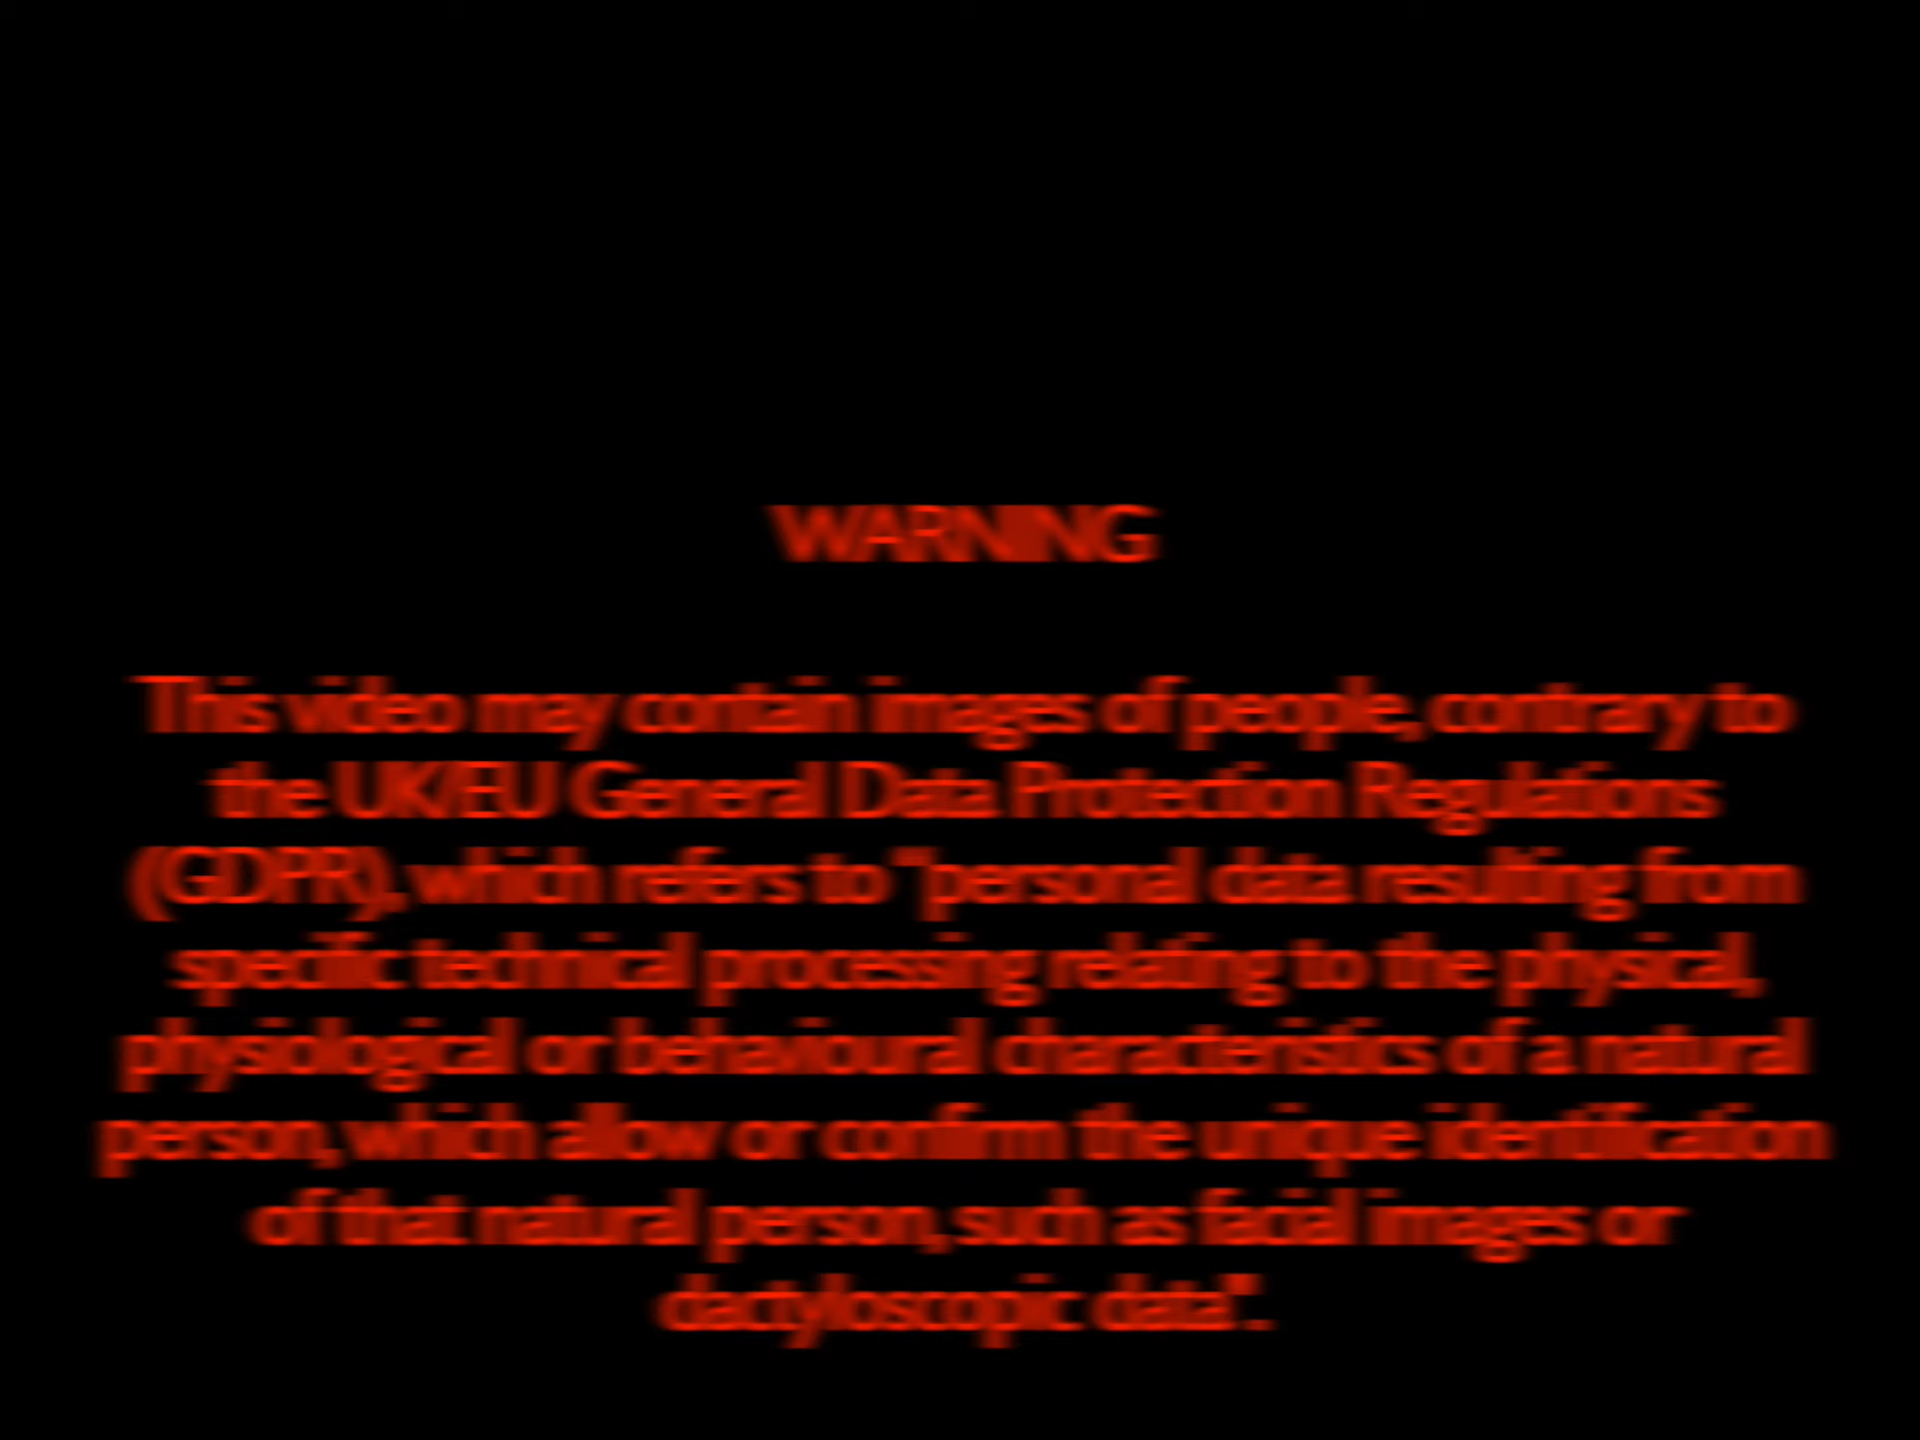 WARNING
This video may contain images of people, contrary to
the UK/EU General Data Protection Regulations
(GDPR), which refers to "personal data resulting from
specific technical processing relating to the physical,
physiological or behavioural characteristics of a natural
person, which allow or confirm the unique identification
of that natural person, such as facial images or
dactyloscopic data".